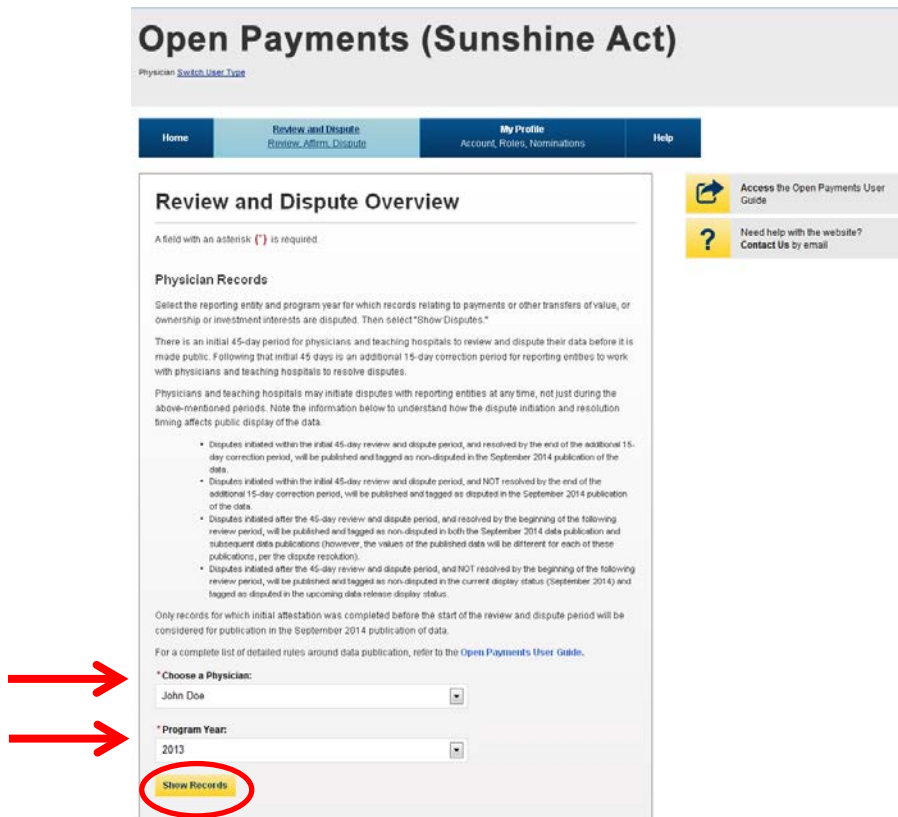 Open Payments (Sunshine Act)
Physician Switch User Type
Home
Review and Dispute
Review, Affirm, Dispute
My Profile
Account, Roles, Nominations
Help
Access the Open Payments User
Guide
Need help with the website?
Contact Us by email
Review and Dispute Overview
A field with an asterisk (*) is required.
Physician Records
Select the reporting entity and program year for which records relating to payments or other transfers of value, or
ownership or investment interests are disputed. Then select "Show Disputes."
There is an initial 45-day period for physicians and teaching hospitals to review and dispute their data before it is
made public. Following that initial 45 days is an additional 15-day correction period for reporting entities to work
with physicians and teaching hospitals to resolve disputes.
Physicians and teaching hospitals may initiate disputes with reporting entities at any time, not just during the
above-mentioned periods. Note the information below to understand how the dispute initiation and resolution
timing affects public display of the data.
• Disputes initiated within the initial 45-day review and dispute period, and resolved by the end of the additional 15-
day correction period, will be published and tagged as non-disputed in the September 2014 publication of the
data.
• Disputes initiated within the initial 45-day review and dispute period, and NOT resolved by the end of the
additional 15-day correction period, will be published and tagged as disputed in the September 2014 publication
of the data.
• Disputes initiated after the 45-day review and dispute period, and resolved by the beginning of the following
review period, will be published and tagged as non-disputed in both the September 2014 data publication and
subsequent data publications (however, the values of the published data will be different for each of these
publications, per the dispute resolution).
• Disputes initiated after the 45-day review and dispute period, and NOT resolved by the beginning of the following
review period, will be published and tagged as non-disputed in the current display status (September 2014) and
tagged as disputed in the upcoming data release display status.
Only records for which initial attestation was completed before the start of the review and dispute period will be
considered for publication in the September 2014 publication of data.
For a complete list of detailed rules around data publication, refer to the Open Payments User Guide.
*Choose a Physician:
John Doe
*Program Year:
2013
Show Records